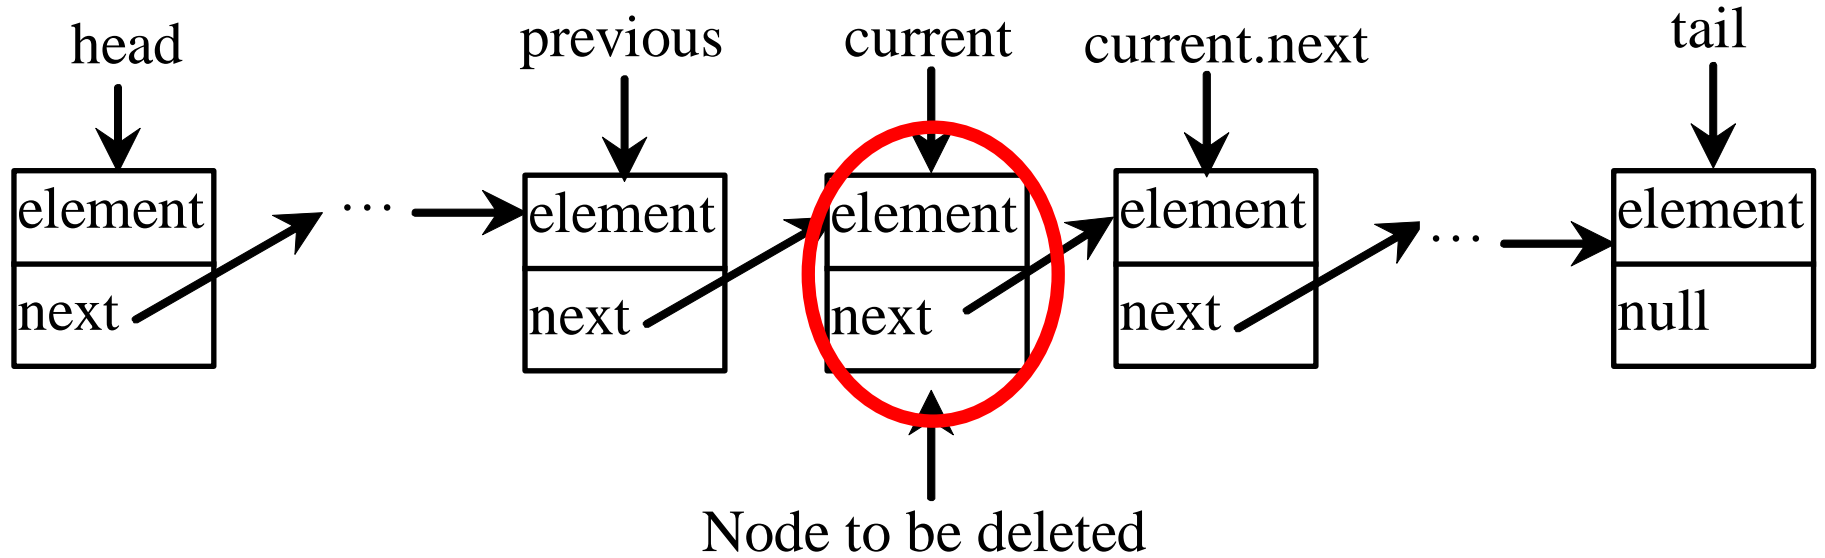 head
previous
current
current.next
tail
element
next
...
element
next
element
next
element
next
...
element
null
Node to be deleted